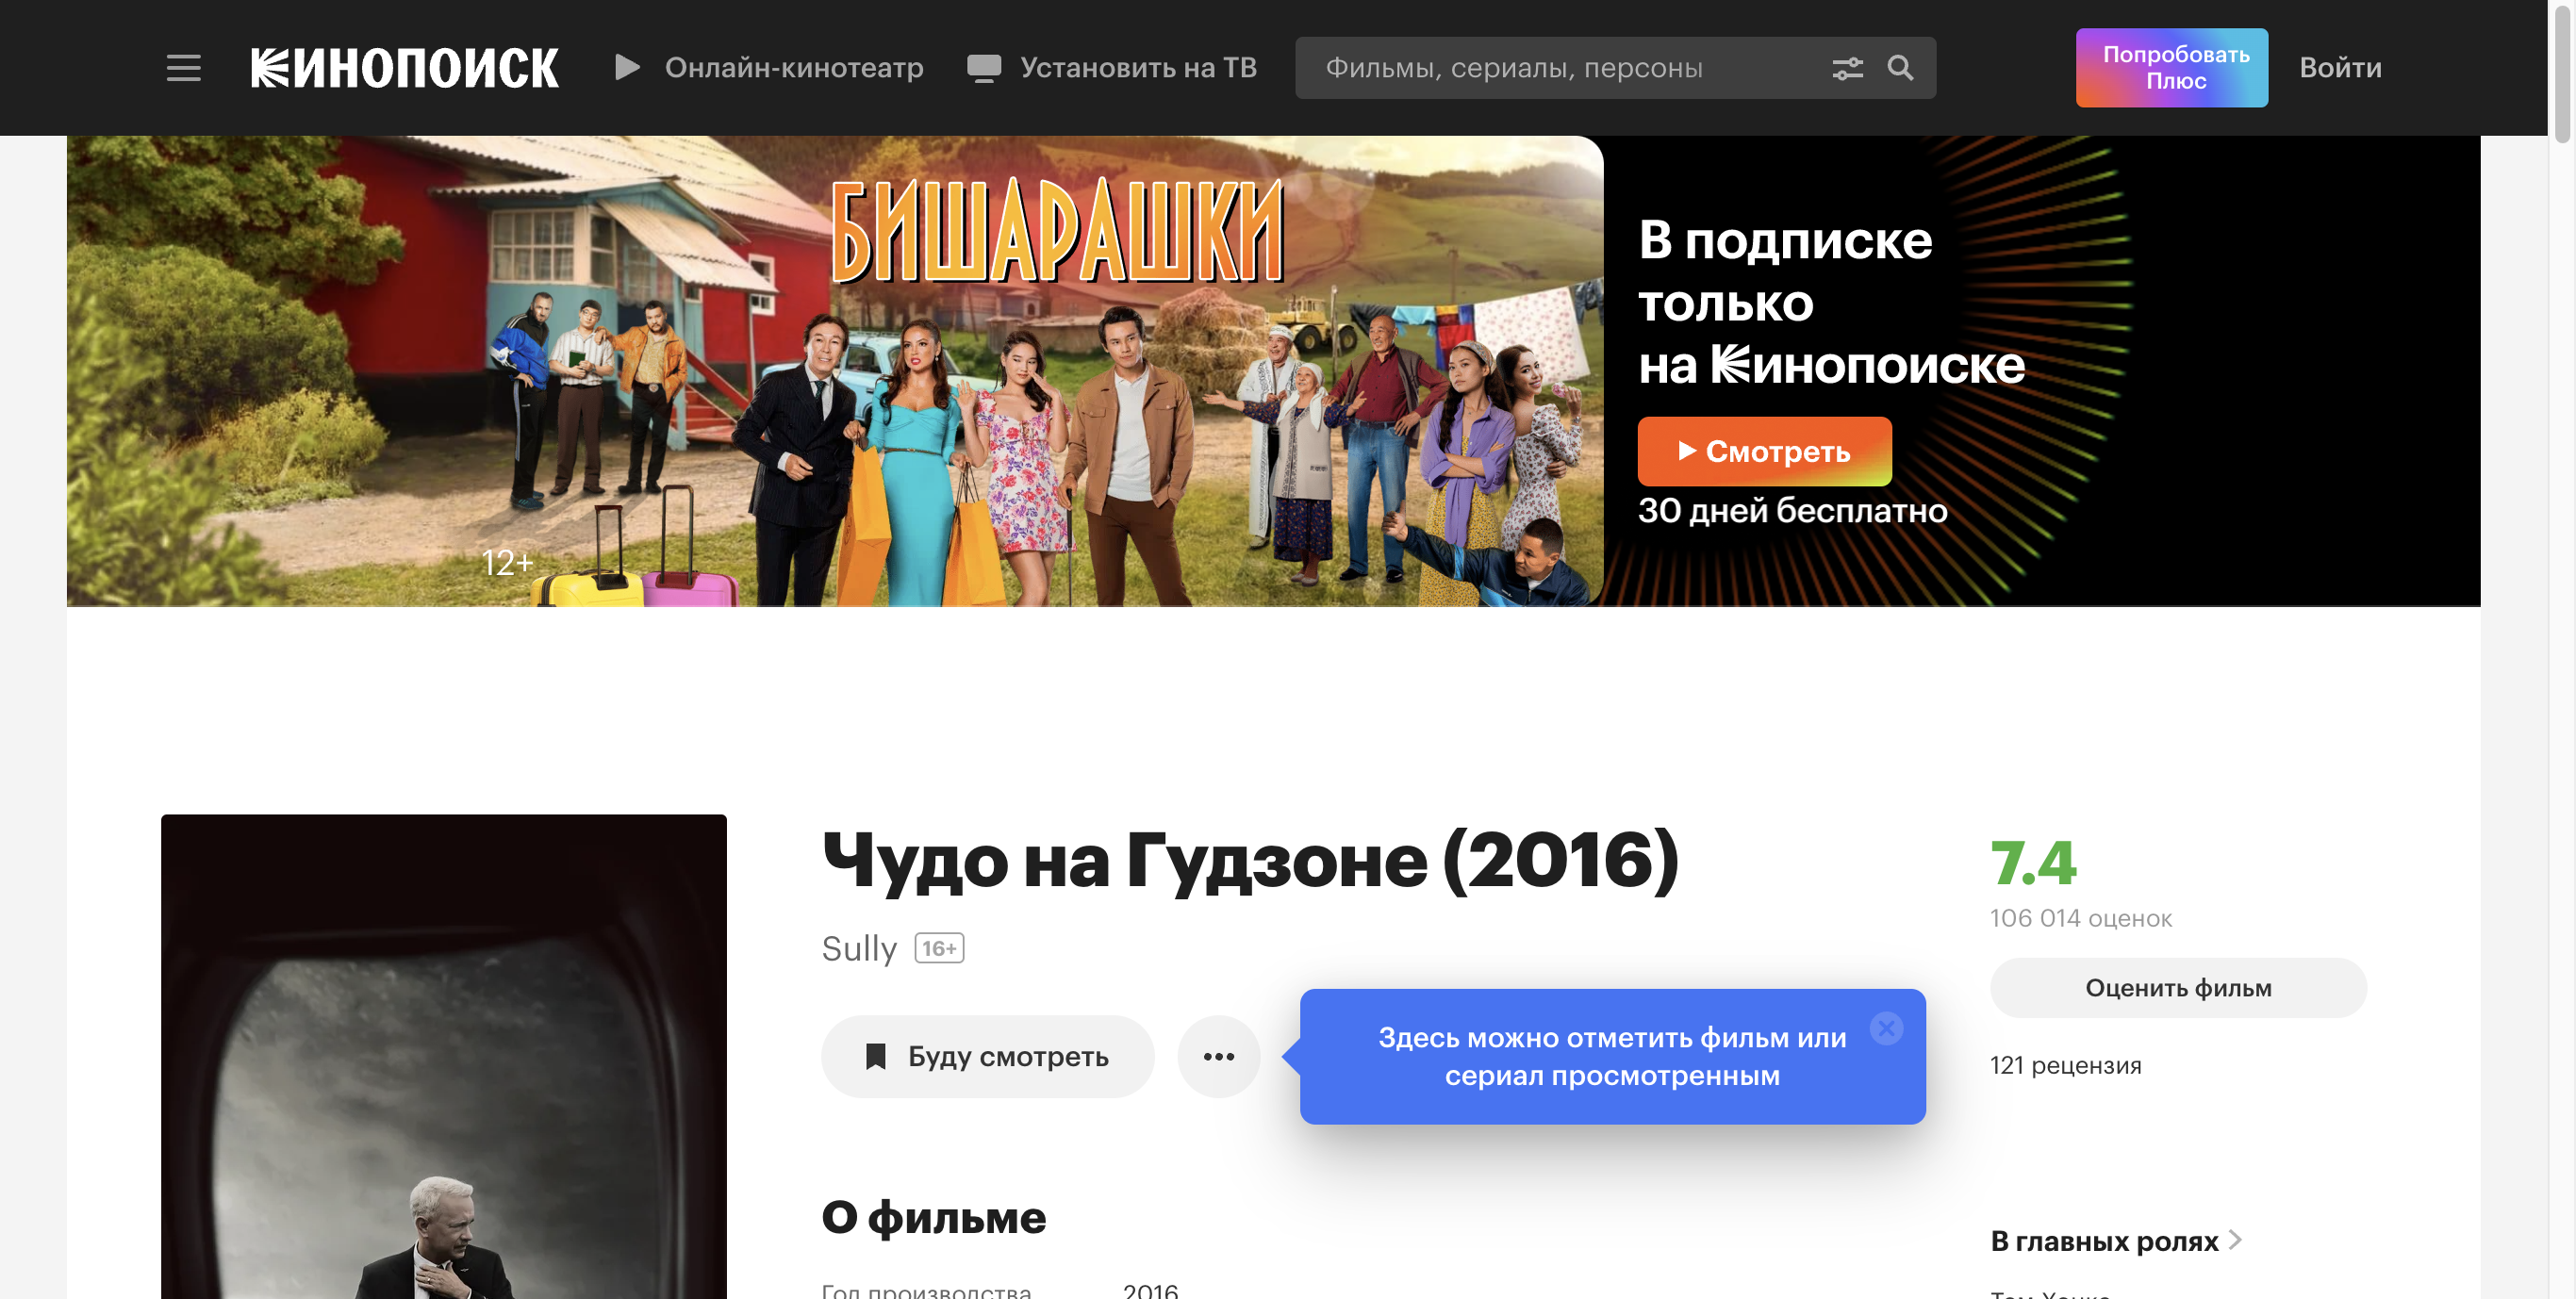 КИНОПОИСК
Онлайн-кинотеатр
Установить на ТВ
Фильмы, сериалы, персоны
Попробовать
Плюс
Войти
БИШАРАШКИ
12+
В подписке
только
на Кинопоиске
Смотреть
30 дней бесплатно
Чудо на Гудзоне (2016)
Sully 16+
Буду смотреть
Здесь можно отметить фильм или
сериал просмотренным
7.4
106 014 оценок
Оценить фильм
121 рецензия
О фильме
Год производства 2016
В главных ролях
Том Хэнкс